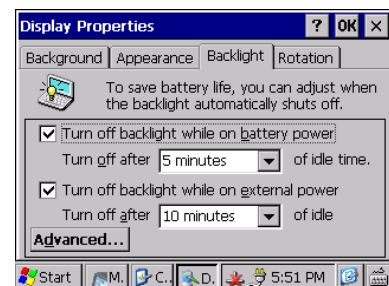 Display Properties ? OK ×
Background Appearance Backlight Rotation
To save battery life, you can adjust when
the backlight automatically shuts off.
Turn off backlight while on battery power
Turn off after 5 minutes of idle time.
Turn off backlight while on external power
Turn off after 10 minutes of idle
Advanced...
Start M. C.. D. 5:51 PM